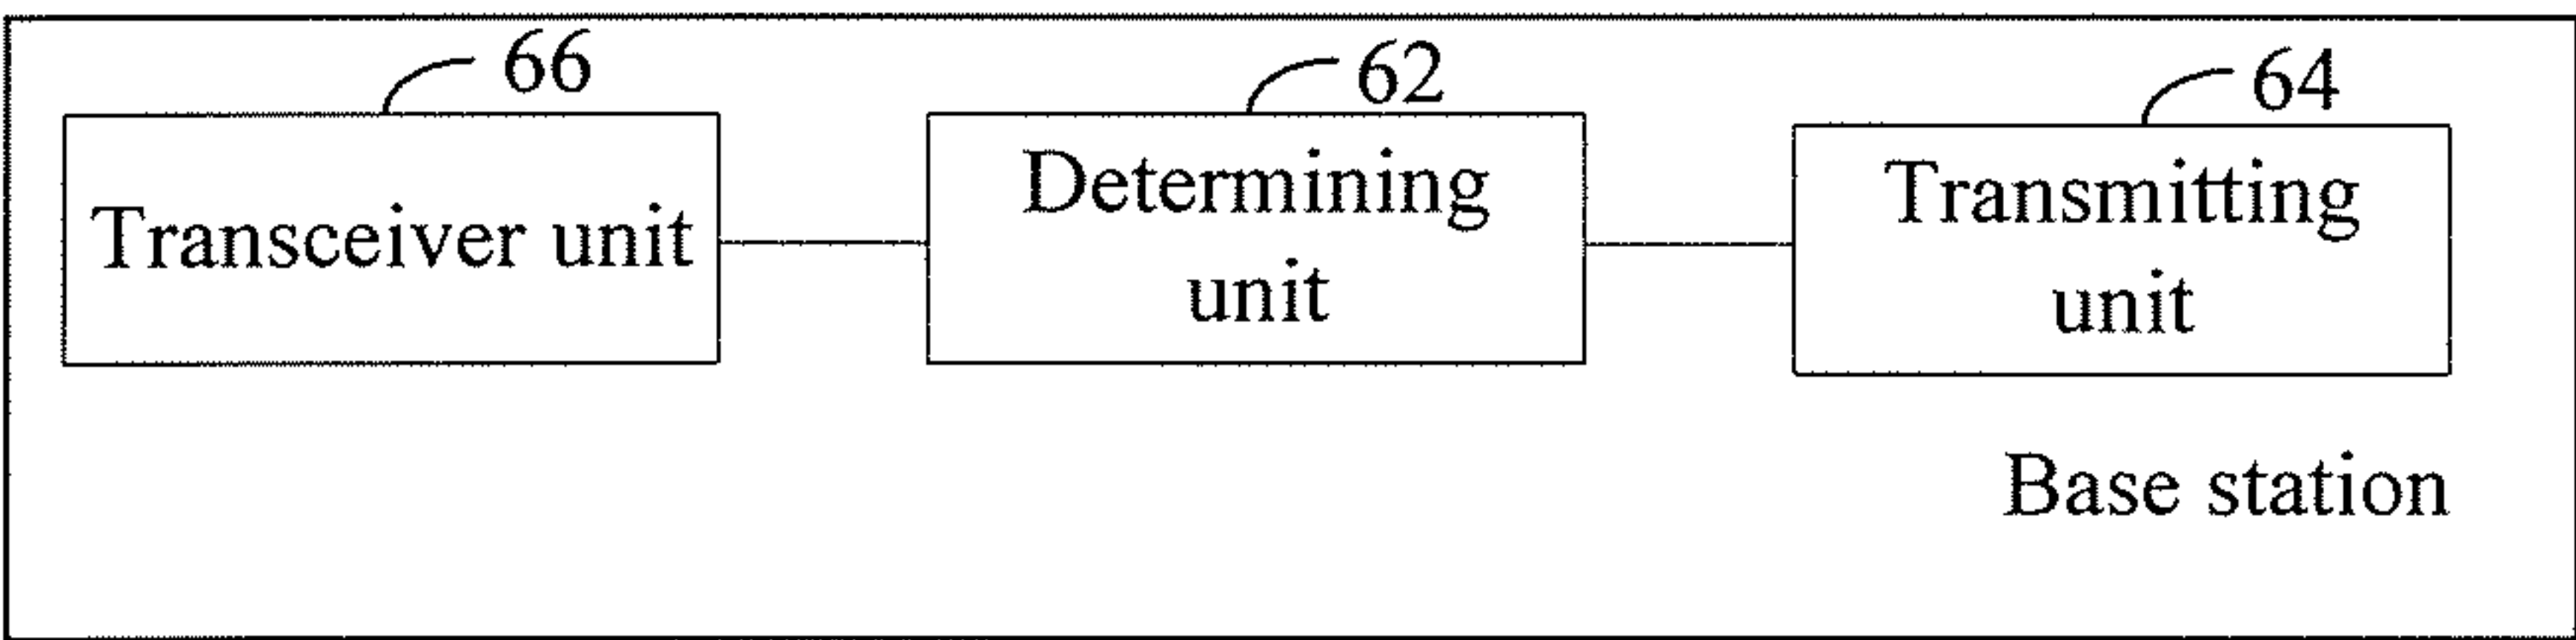 66
62
64
Transceiver unit
Determining
unit
Transmitting
unit
Base station